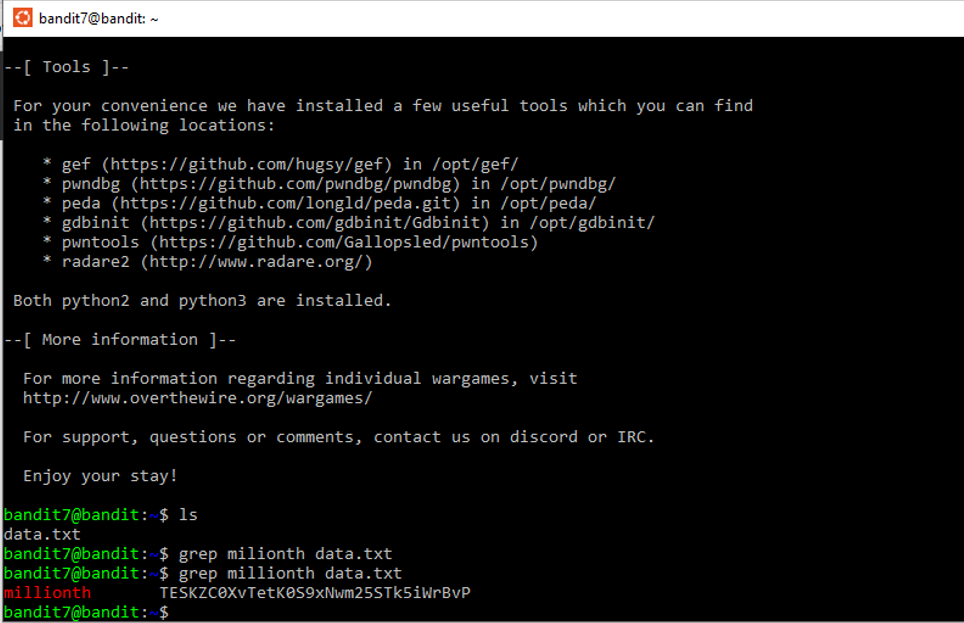 bandit7@bandit: ~
--[ Tools ]--
For your convenience we have installed a few useful tools which you can find
in the following locations:
* gef (https://github.com/hugsy/gef) in /opt/gef/
* pwndbg (https://github.com/pwndbg/pwndbg) in /opt/pwndbg/
* peda (https://github.com/longld/peda.git) in /opt/peda/
* gdbinit (https://github.com/gdbinit/Gdbinit) in /opt/gdbinit/
* pwntools (https://github.com/Gallopsled/pwntools)
* radare2 (http://www.radare.org/)
Both python2 and python3 are installed.
--[ More information ]--
For more information regarding individual wargames, visit
http://www.overthewire.org/wargames/
For support, questions or comments, contact us on discord or IRC.
Enjoy your stay!
bandit7@bandit:~$ ls
data.txt
bandit7@bandit:~$ grep milionth data.txt
bandit7@bandit:~$ grep millionth data.txt
millionth TESKZC0XvTetK0S9xNwm25STk5iWrBvP
bandit7@bandit:~$